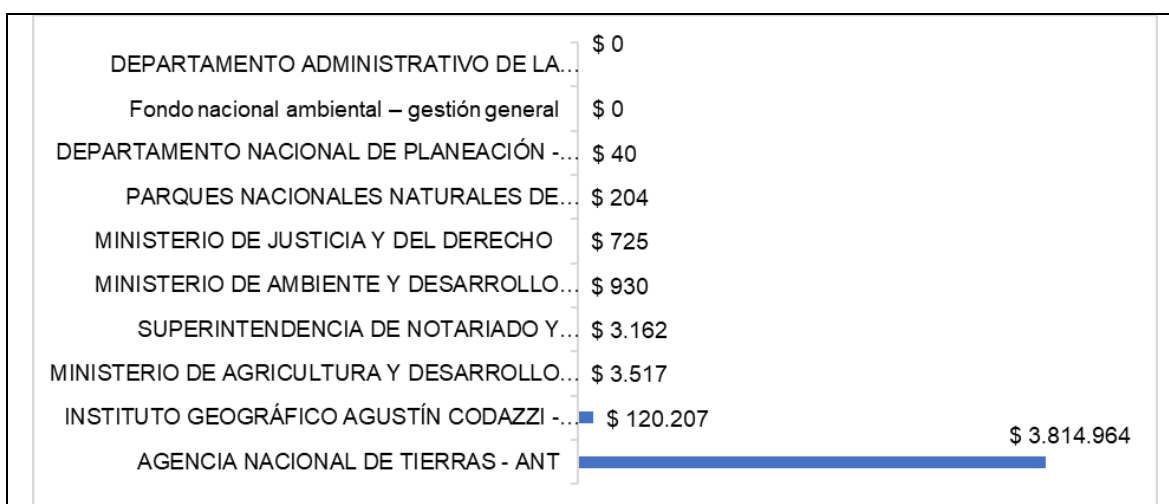 DEPARTAMENTO ADMINISTRATIVO DE LA... $ 0
Fondo nacional ambiental – gestión general $ 0
DEPARTAMENTO NACIONAL DE PLANEACIÓN -... $ 40
PARQUES NACIONALES NATURALES DE... $ 204
MINISTERIO DE JUSTICIA Y DEL DERECHO $ 725
MINISTERIO DE AMBIENTE Y DESARROLLO... $ 930
SUPERINTENDENCIA DE NOTARIADO Y... $ 3.162
MINISTERIO DE AGRICULTURA Y DESARROLLO... $ 3.517
INSTITUTO GEOGRÁFICO AGUSTÍN CODAZZI -... $ 120.207
AGENCIA NACIONAL DE TIERRAS - ANT $ 3.814.964